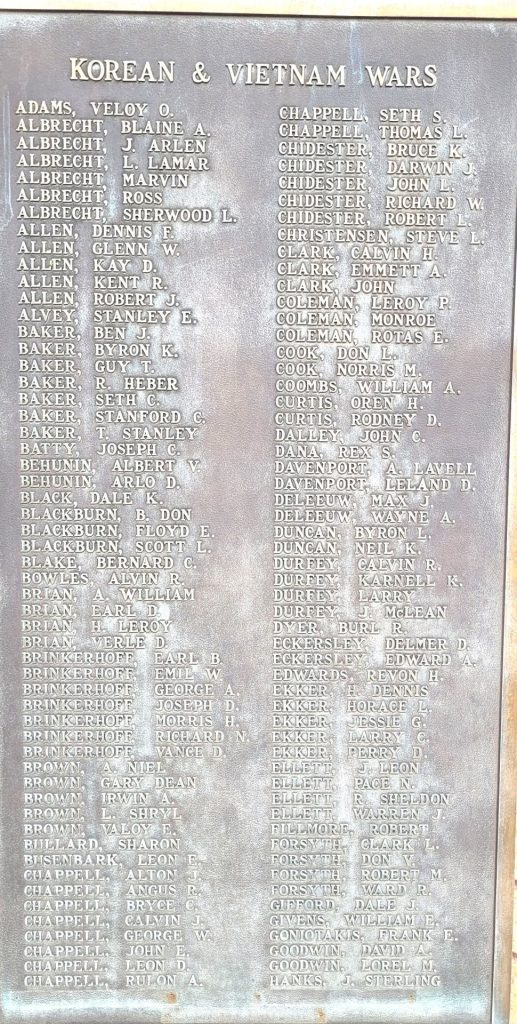 KOREAN & VIETNAM WARS
ADAMS, VELOY O.
ALBRECHT, BLAINE A.
ALBRECHT, J. ARLEN
ALBRECHT, L. LAMAR
ALBRECHT, MARVIN
ALBRECHT, ROSS
ALBRECHT, SHERWOOD L.
ALLEN, DENNIS F.
ALLEN, GLENN W.
ALLEN, KAY D.
ALLEN, KENT R.
ALLEN, ROBERT J.
ALVEY, STANLEY E.
BAKER, BEN J.
BAKER, BYRON K.
BAKER, GUY T.
BAKER, R. HEBER
BAKER, SETH C.
BAKER, STANFORD C.
BAKER, T. STANLEY
BATTY, JOSEPH C.
BEHUNIN, ALBERT V.
BEHUNIN, ARLO D.
BLACK, DALE K.
BLACKBURN, B. DON
BLACKBURN, FLOYD E.
BLACKBURN, SCOTT L.
BLAKE, BERNARD C.
BOWLES, ALVIN R.
BRIAN, A. WILLIAM
BRIAN, EARL D.
BRIAN, H. LEROY
BRIAN, VERLE D.
BRINKERHOFF, EARL B.
BRINKERHOFF, EMIL W.
BRINKERHOFF, GEORGE A.
BRINKERHOFF, JOSEPH D.
BRINKERHOFF, MORRIS H.
BRINKERHOFF, RICHARD N.
BRINKERHOFF, VANCE D.
BROWN, A. NIEL
BROWN, GARY DEAN
BROWN, IRWIN A.
BROWN, L. SHRYL
BROWN, VALOY E.
BULLARD, SHARON
BUSENBARK, LEON E.
CHAPPELL, ALTON J.
CHAPPELL, ANGUS R.
CHAPPELL, BRYCE C.
CHAPPELL, CALVIN J.
CHAPPELL, GEORGE W.
CHAPPELL, JOHN E.
CHAPPELL, LEON D.
CHAPPELL, RULON A.
CHAPPELL, SETH S.
CHAPPELL, THOMAS L.
CHIDESTER, BRUCE K.
CHIDESTER, DARWIN J.
CHIDESTER, JOHN L.
CHIDESTER, RICHARD W.
CHIDESTER, ROBERT L.
CHRISTENSEN, STEVE L.
CLARK, CALVIN H.
CLARK, EMMETT A.
CLARK, JOHN
COLEMAN, LEROY P.
COLEMAN, MONROE
COLEMAN, ROTAS E.
COOK, DON L.
COOK, NORRIS M.
COOMBS, WILLIAM A.
CURTIS, OREN H.
CURTIS, RODNEY D.
DALLEY, JOHN C.
DANA, REX S.
DAVENPORT, A. LAVELL
DAVENPORT, LELAND D.
DELEEUW, MAX J.
DELEEUW, WAYNE A.
DUNCAN, BYRON L.
DUNCAN, NEIL K.
DURFEY, CALVIN R.
DURFEY, KARNELL K.
DURFEY, LARRY
DURFEY, J. McLEAN
DYER, BURL R.
ECKERSLEY, DELMER D.
ECKERSLEY, EDWARD A.
EDWARDS, REVON H.
EKKER, H. DENNIS
EKKER, HORACE L.
EKKER, JESSIE G.
EKKER, LARRY C.
EKKER, PERRY D.
ELLETT, J. LEON
ELLETT, PACE N.
ELLETT, R. SHELDON
ELLETT, WARREN J.
FILLMORE, ROBERT
FORSYTH, CLARK L.
FORSYTH, DON V.
FORSYTH, ROBERT M.
FORSYTH, WARD R.
GIFFORD, DALE J.
GIVENS, WILLIAM E.
GONIOTAKIS, FRANK E.
GOODWIN, DAVID A.
GOODWIN, LOREL M.
HANKS, J. STERLING